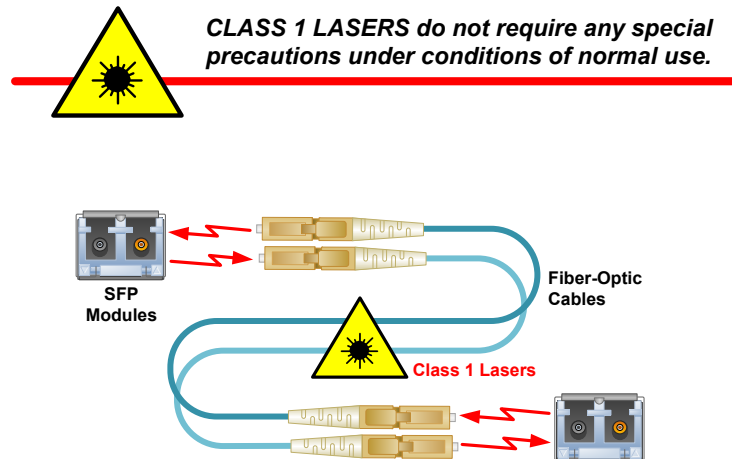 CLASS 1 LASERS do not require any special
precautions under conditions of normal use.
SFP
Modules
Fiber-Optic
Cables
Class 1 Lasers